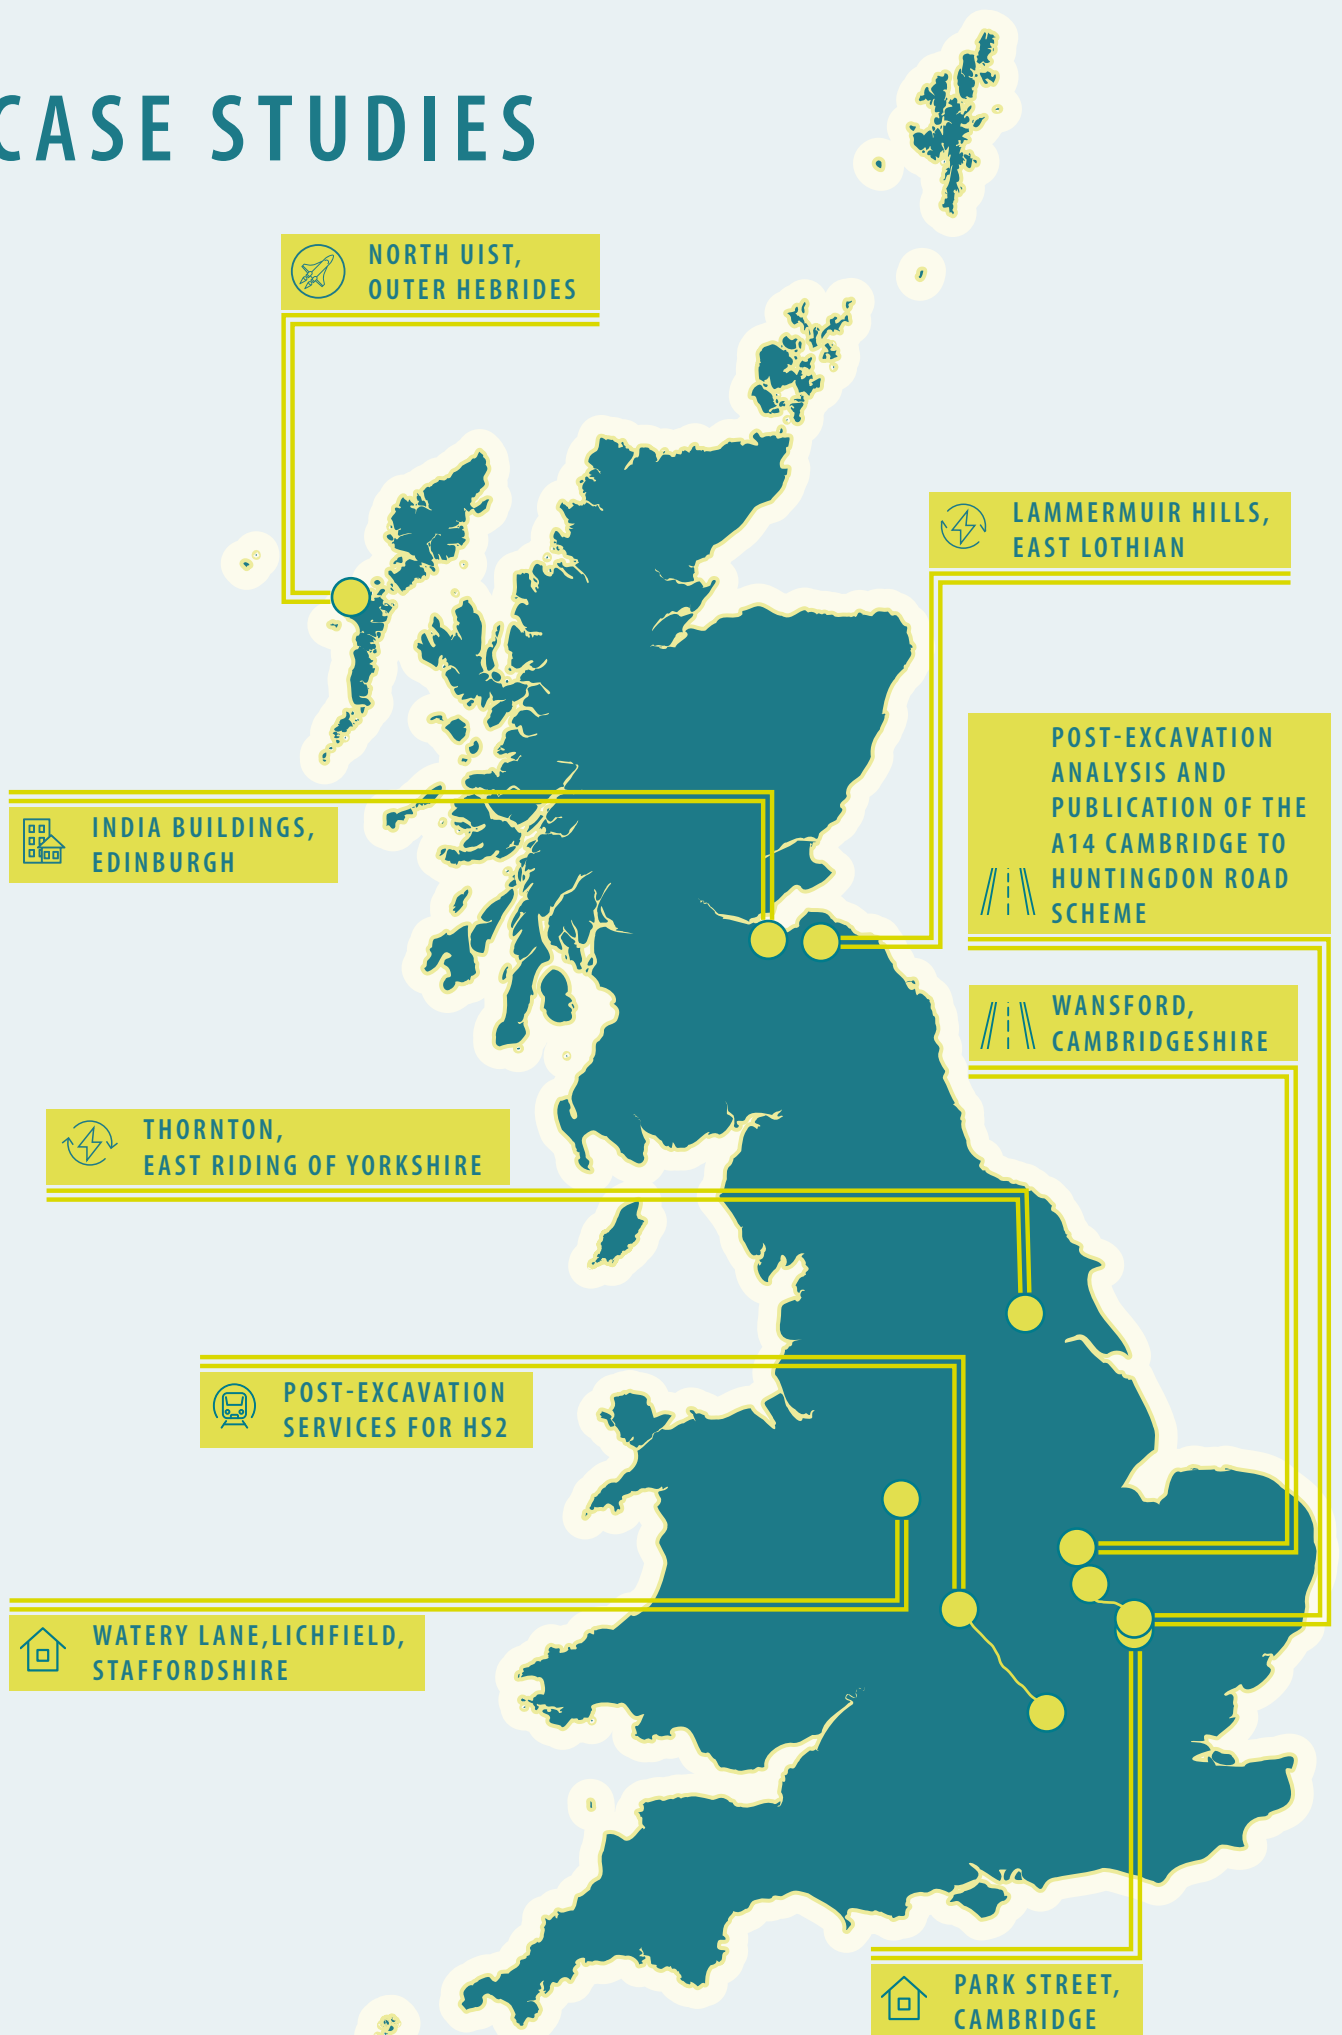 CASE STUDIES
NORTH UIST,
OUTER HEBRIDES
LAMMERMUIR HILLS,
EAST LOTHIAN
POST-EXCAVATION
ANALYSIS AND
PUBLICATION OF THE
A14 CAMBRIDGE TO
HUNTINGDON ROAD
SCHEME
INDIA BUILDINGS,
EDINBURGH
WANSFORD,
CAMBRIDGESHIRE
THORNTON,
EAST RIDING OF YORKSHIRE
POST-EXCAVATION
SERVICES FOR HS2
WATERY LANE,LICHFIELD,
STAFFORDSHIRE
PARK STREET,
CAMBRIDGE